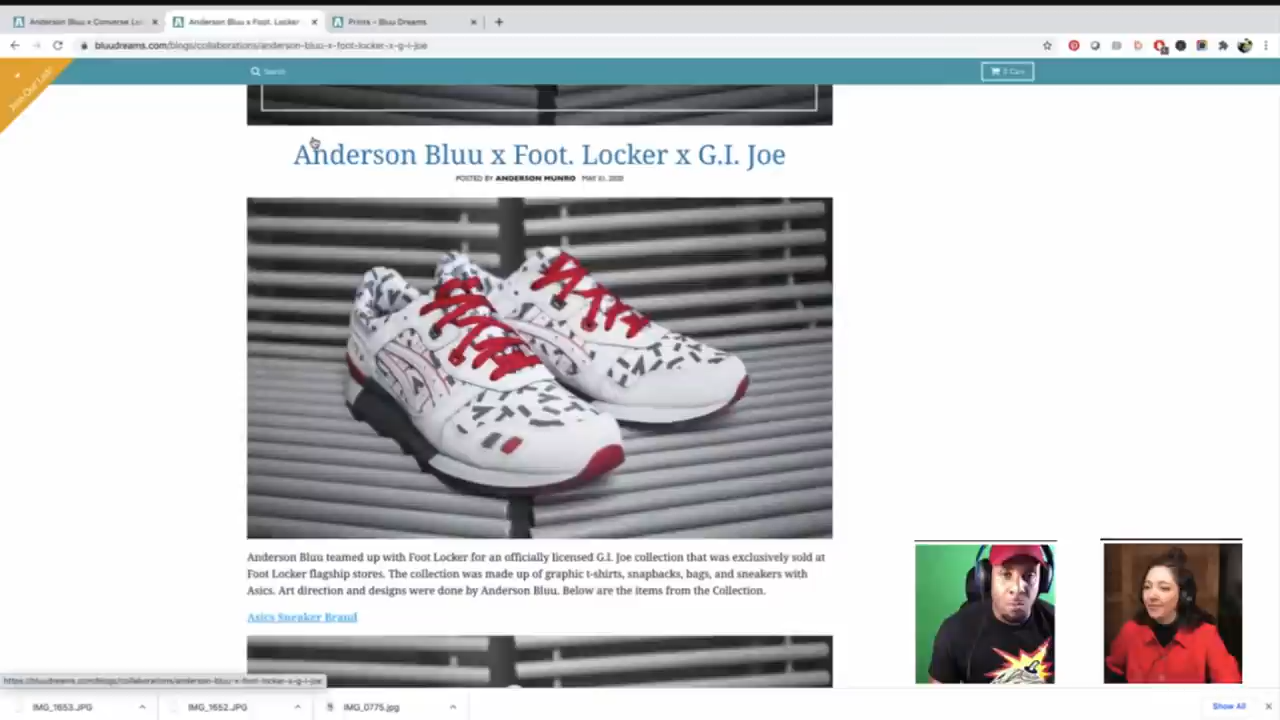 Anderson Bluu x Converse Le
Anderson Bluu x Foot. Locker
Prints – Bluu Dreams
bluudreams.com/blogs/collaborations/anderson-bluu-x-foot-locker-x-g-i-joe
Join Our List!
Search
0 Cart
Anderson Bluu x Foot. Locker x G.I. Joe
POSTED BY ANDERSON MUNRO
Anderson Bluu teamed up with Foot Locker for an officially licensed G.I. Joe collection that was exclusively sold at
Foot Locker flagship stores. The collection was made up of graphic t-shirts, snapbacks, bags, and sneakers with
Asics. Art direction and designs were done by Anderson Bluu. Below are the items from the Collection.
Asics Sneaker Brand
https://bluudreams.com/blogs/collaborations/anderson-bluu-x-foot-locker-x-g-i-joe
IMG_1653.JPG
IMG_1652.JPG
IMG_0775.jpg
Show All